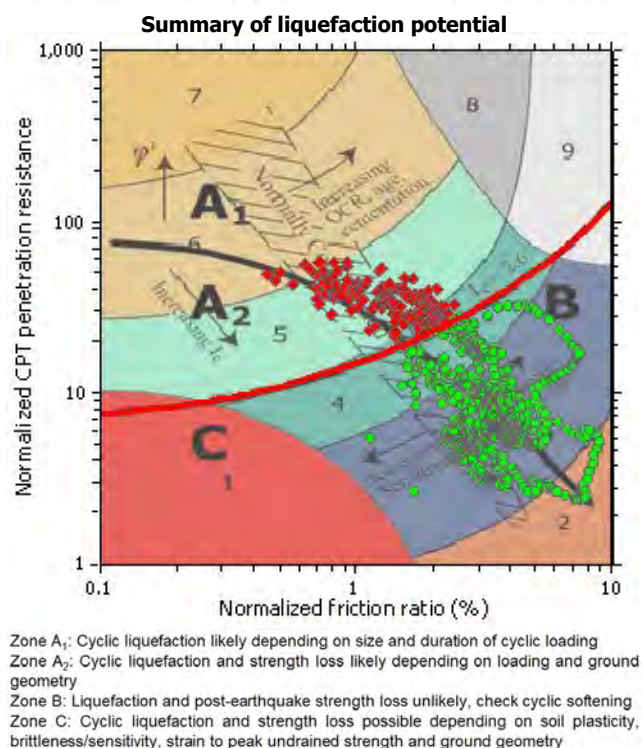 Summary of liquefaction potential
1,000
7
8
9
φ'
Normally
Increasing
OCR, age,
cementation
A1
100
6
A2
Increasing Ic
B
5
10
4
C
1
2
1
0.1
1
10
Normalized CPT penetration resistance
Normalized friction ratio (%)
Zone A1: Cyclic liquefaction likely depending on size and duration of cyclic loading
Zone A2: Cyclic liquefaction and strength loss likely depending on loading and ground
geometry
Zone B: Liquefaction and post-earthquake strength loss unlikely, check cyclic softening
Zone C: Cyclic liquefaction and strength loss possible depending on soil plasticity,
brittleness/sensitivity, strain to peak undrained strength and ground geometry